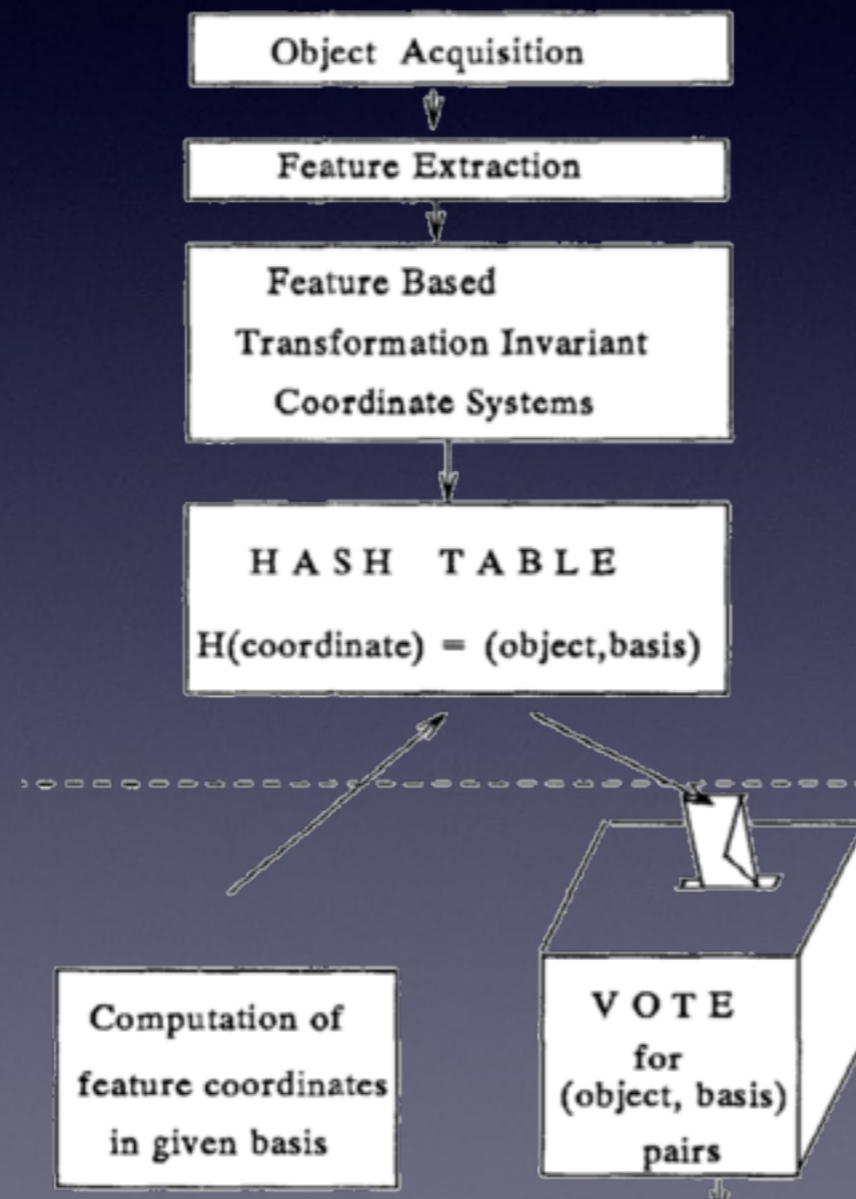 Object Acquisition
Feature Extraction
Feature Based
Transformation Invariant
Coordinate Systems
HASH TABLE
H(coordinate) = (object,basis)
Computation of
feature coordinates
in given basis
VOTE
for
(object, basis)
pairs